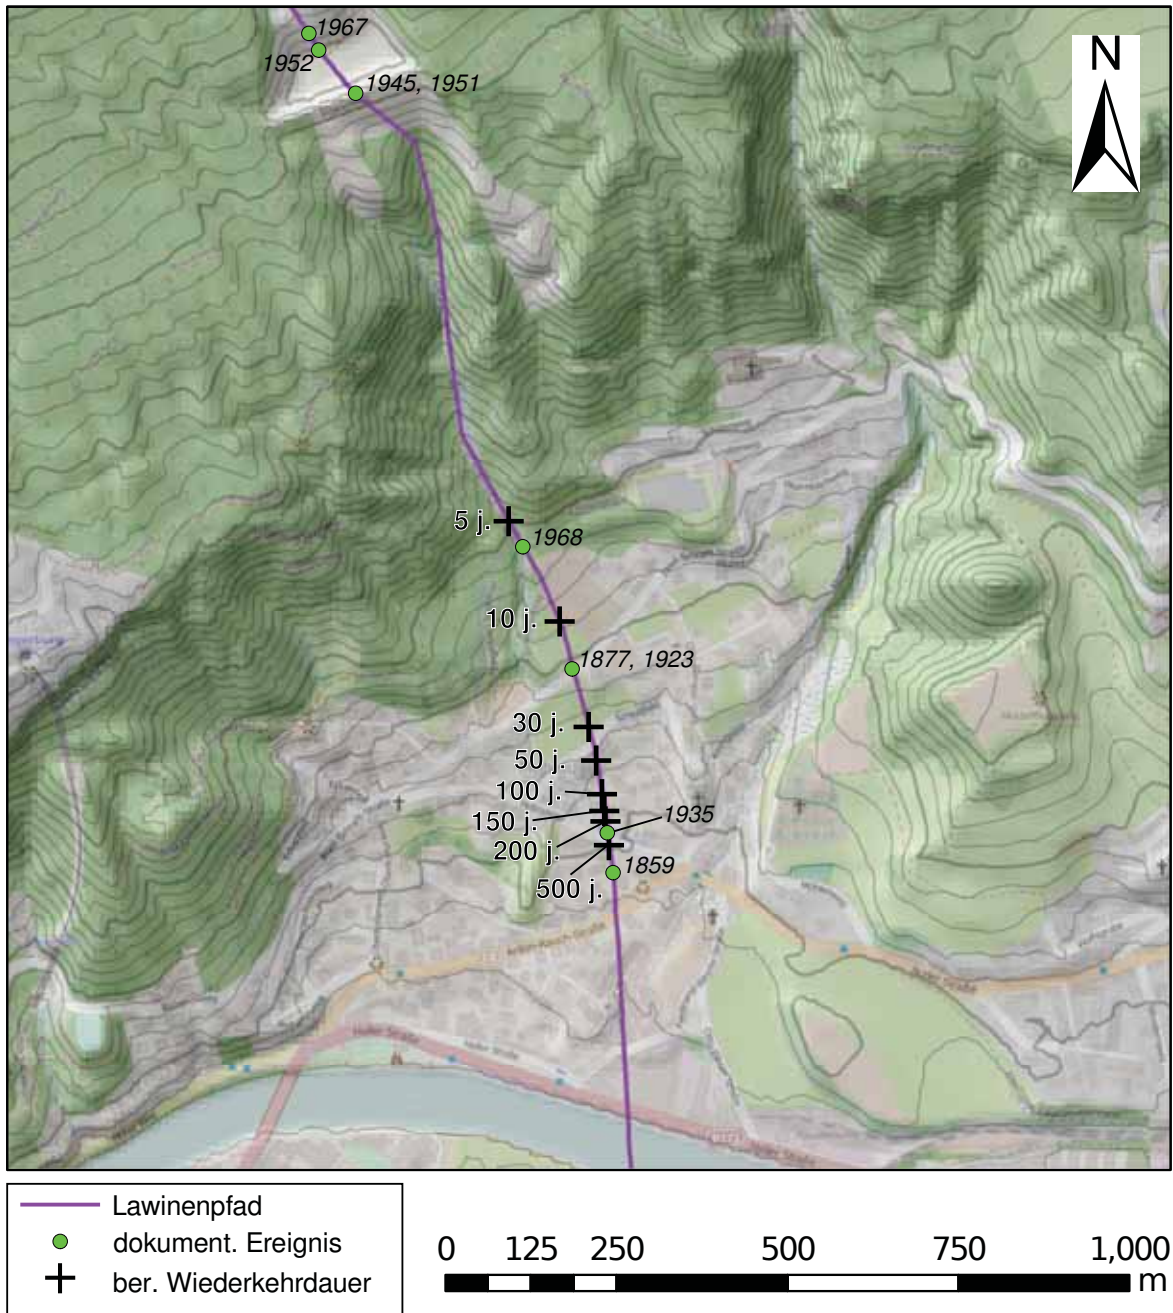 1967
1952
1945, 1951
N
5 j.
1968
10 j.
1877, 1923
30 j.
50 j.
100 j.
1935
150 j.
200 j.
1859
500 j.
Lawinenpfad
dokument. Ereignis
ber. Wiederkehrdauer
0 125 250 500 750 1,000
m